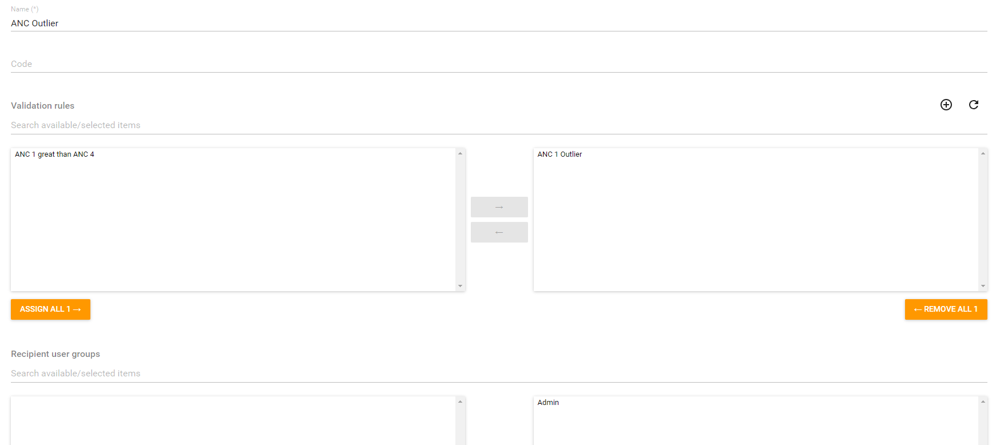 Name (*)
ANC Outlier
Code
Validation rules
Search available/selected items
ANC 1 great than ANC 4
ANC 1 Outlier
→
←
ASSIGN ALL 1 →
← REMOVE ALL 1
Recipient user groups
Search available/selected items
Admin